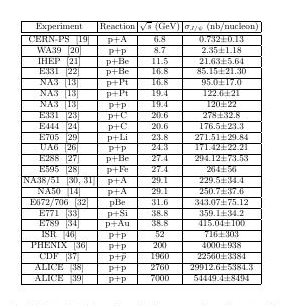 Experiment Reaction √s (GeV) σJ/ψ (nb/nucleon)
CERN-PS [19] p+A 6.8 0.732±0.13
WA39 [20] p+p 8.7 2.35±1.18
IHEP [21] p+Be 11.5 21.63±5.64
E331 [22] p+Be 16.8 85.15±21.30
NA3 [13] p+Pt 16.8 95.0±17.0
NA3 [13] p+Pt 19.4 122.6±21
NA3 [13] p+p 19.4 120±22
E331 [23] p+C 20.6 278±32.8
E444 [24] p+C 20.6 176.5±23.3
E705 [29] p+Li 23.8 271.51±29.84
UA6 [26] p+p 24.3 171.42±22.21
E288 [27] p+Be 27.4 294.12±73.53
E595 [28] p+Fe 27.4 264±56
NA38/51 [30, 31] p+A 29.1 229.5±34.4
NA50 [14] p+A 29.1 250.7±37.6
E672/706 [32] pBe 31.6 343.07±75.12
E771 [33] p+Si 38.8 359.1±34.2
E789 [34] p+Au 38.8 415.04±100
ISR [46] p+p 52 716±303
PHENIX [36] p+p 200 4000±938
CDF [37] p+p̄ 1960 22560±3384
ALICE [38] p+p 2760 29912.6±5384.3
ALICE [39] p+p 7000 54449.4±8494